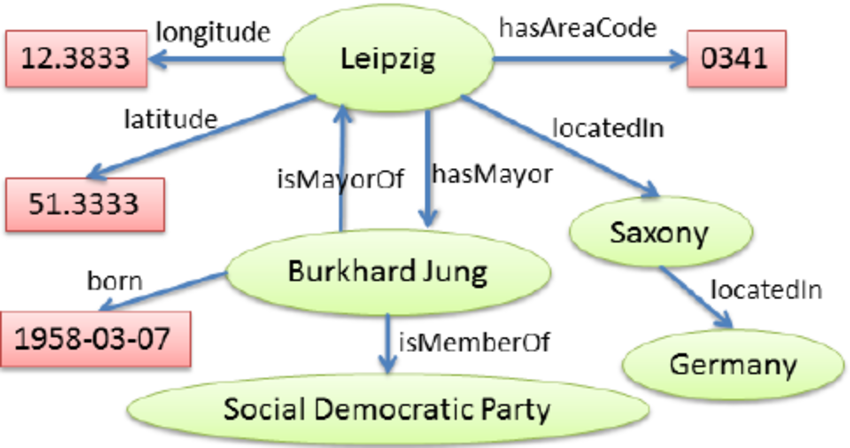 longitude
Leipzig
hasAreaCode
12.3833
0341
latitude
locatedIn
isMayorOf
hasMayor
51.3333
Saxony
born
Burkhard Jung
locatedIn
1958-03-07
isMemberOf
Germany
Social Democratic Party